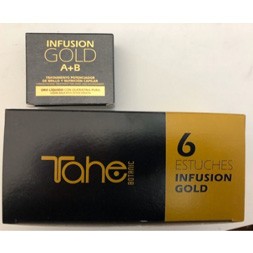 INFUSION
GOLD
A+B
TRATAMIENTO POTENCIADOR
DE BRILLO Y NUTRICIÓN CAPILAR
Tahe
BOTANIC
6
ESTUCHES
INFUSION
GOLD